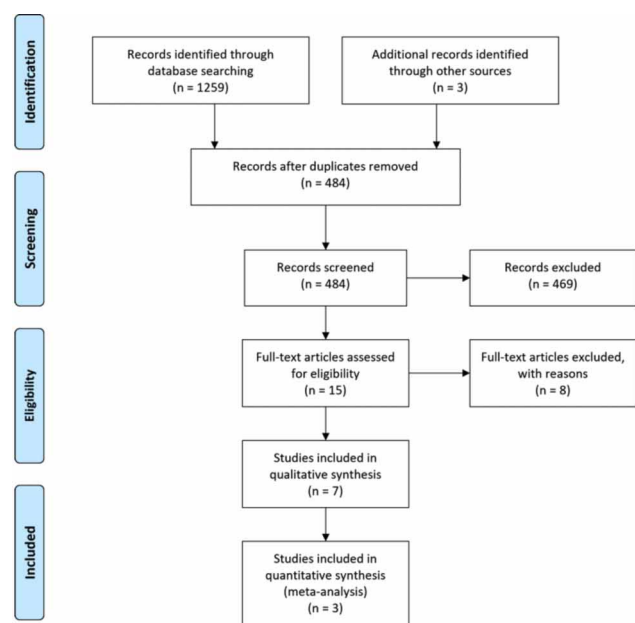 Identification
Records identified through
database searching
(n = 1259)
Additional records identified
through other sources
(n = 3)
Records after duplicates removed
(n = 484)
Screening
Records screened
(n = 484)
Records excluded
(n = 469)
Eligibility
Full-text articles assessed
for eligibility
(n = 15)
Full-text articles excluded,
with reasons
(n = 8)
Studies included in
qualitative synthesis
(n = 7)
Included
Studies included in
quantitative synthesis
(meta-analysis)
(n = 3)